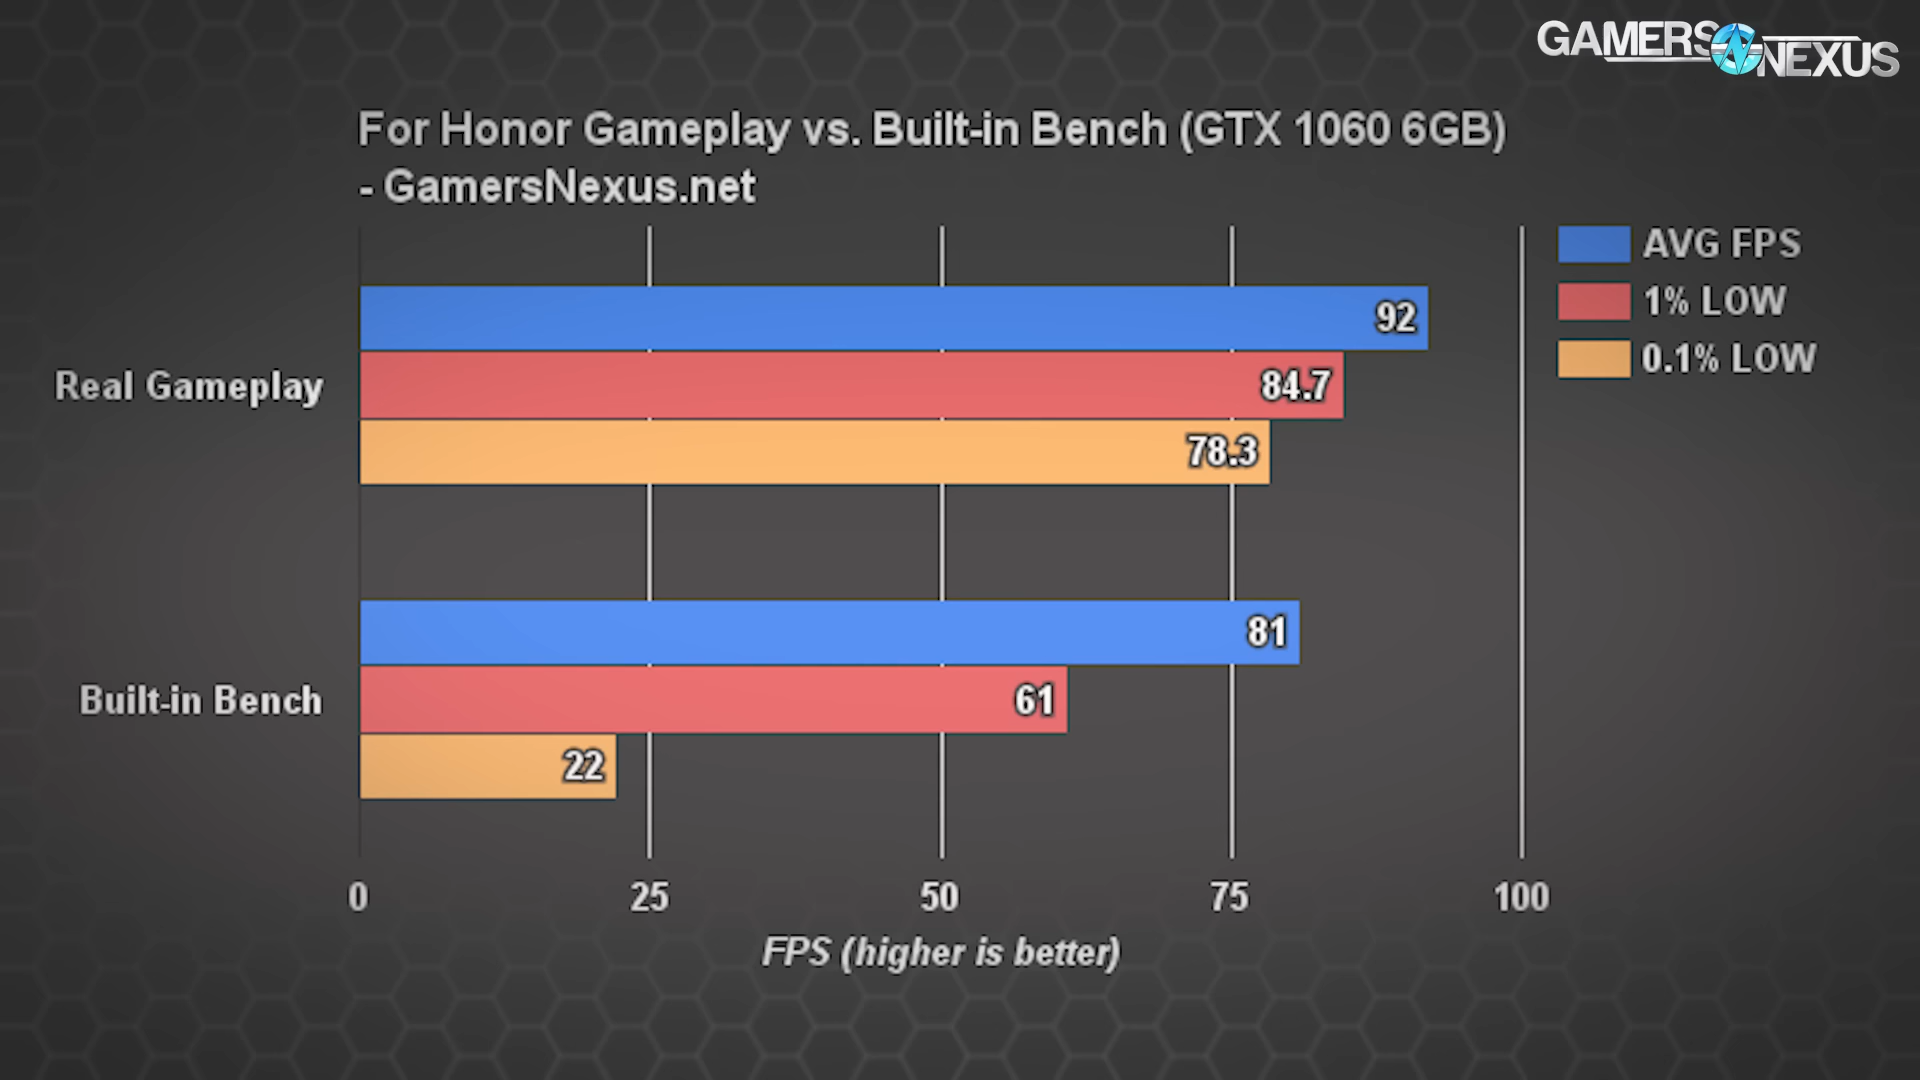 GAMERS NEXUS
For Honor Gameplay vs. Built-in Bench (GTX 1060 6GB)
- GamersNexus.net
AVG FPS
1% LOW
0.1% LOW
Real Gameplay
92
84.7
78.3
Built-in Bench
81
61
22
0 25 50 75 100
FPS (higher is better)